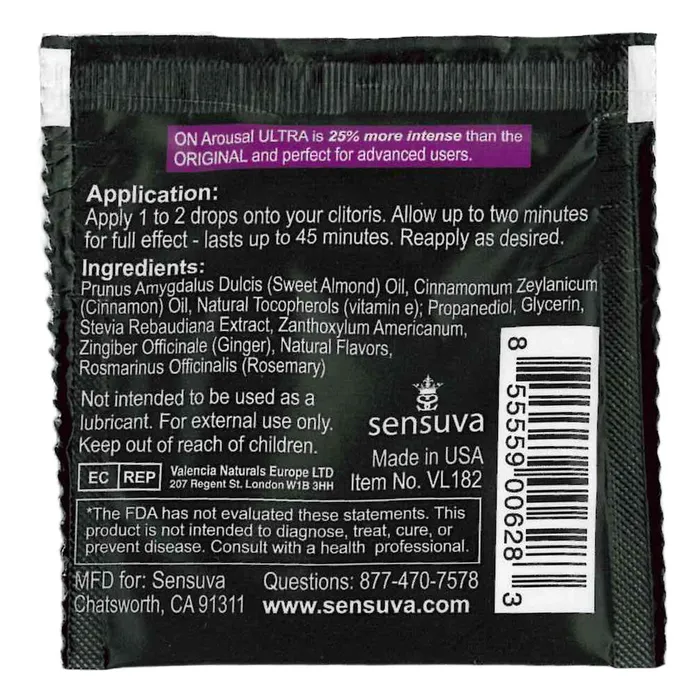 ON Arousal ULTRA is 25% more intense than the
ORIGINAL and perfect for advanced users.
Application:
Apply 1 to 2 drops onto your clitoris. Allow up to two minutes
for full effect - lasts up to 45 minutes. Reapply as desired.
Ingredients:
Prunus Amygdalus Dulcis (Sweet Almond) Oil, Cinnamomum Zeylanicum
(Cinnamon) Oil, Natural Tocopherols (vitamin e); Propanediol, Glycerin,
Stevia Rebaudiana Extract, Zanthoxylum Americanum,
Zingiber Officinale (Ginger), Natural Flavors,
Rosmarinus Officinalis (Rosemary)
Not intended to be used as a
lubricant. For external use only.
Keep out of reach of children.
sensuva
Made in USA
Item No. VL182
EC REP
Valencia Naturals Europe LTD
207 Regent St. London W1B 3HH
*The FDA has not evaluated these statements. This
product is not intended to diagnose, treat, cure, or
prevent disease. Consult with a health professional.
MFD for: Sensuva
Chatsworth, CA 91311
Questions: 877-470-7578
www.sensuva.com
8 55559 00628 3